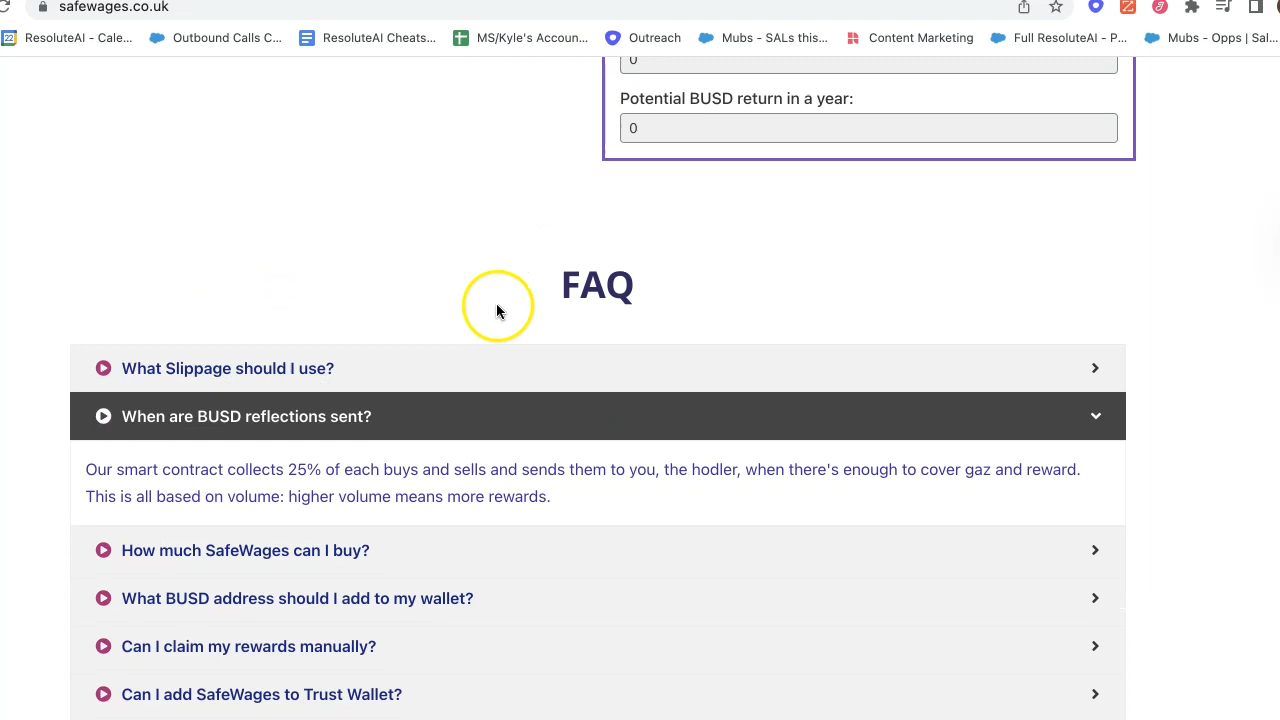 safewages.co.uk
22 ResoluteAI - Cale... Outbound Calls C... ResoluteAI Cheats... MS/Kyle's Accoun... Outreach Mubs - SALs this... Content Marketing Full ResoluteAI - P... Mubs - Opps | Sal...
0
Potential BUSD return in a year:
0
FAQ
What Slippage should I use?
When are BUSD reflections sent?
Our smart contract collects 25% of each buys and sells and sends them to you, the hodler, when there's enough to cover gaz and reward.
This is all based on volume: higher volume means more rewards.
How much SafeWages can I buy?
What BUSD address should I add to my wallet?
Can I claim my rewards manually?
Can I add SafeWages to Trust Wallet?